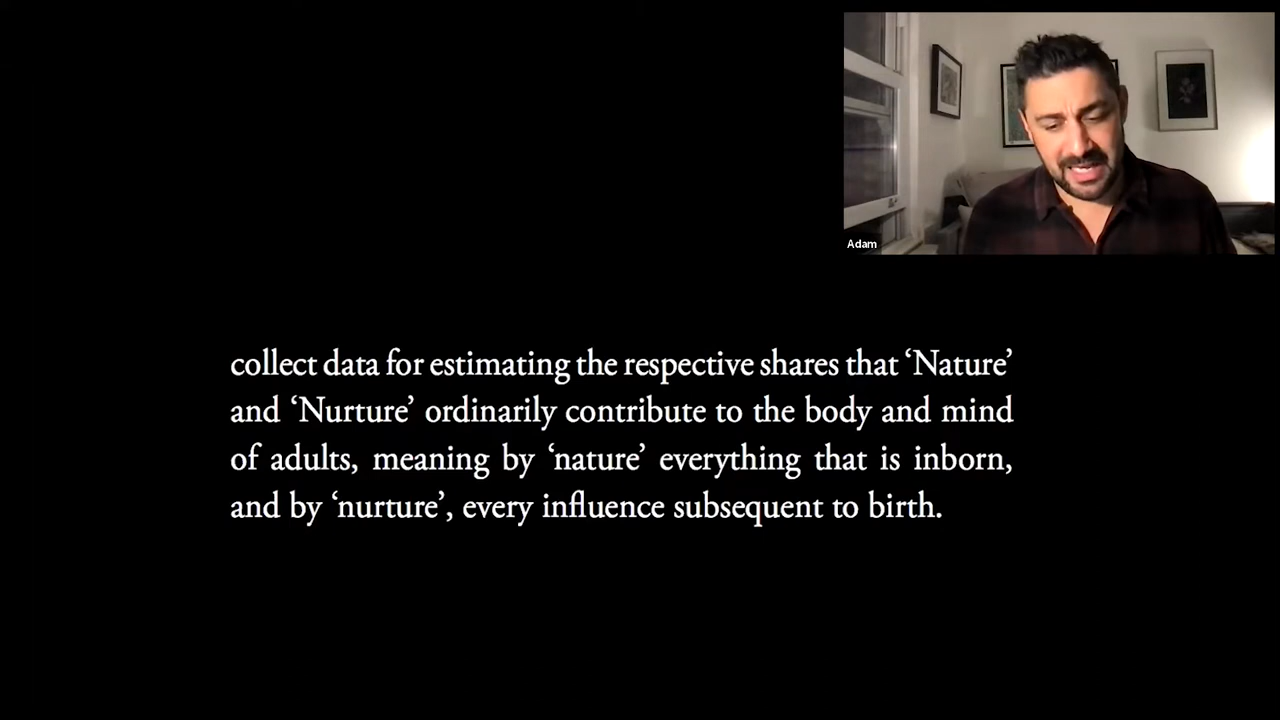 Adam
collect data for estimating the respective shares that ‘Nature’
and ‘Nurture’ ordinarily contribute to the body and mind
of adults, meaning by ‘nature’ everything that is inborn,
and by ‘nurture’, every influence subsequent to birth.